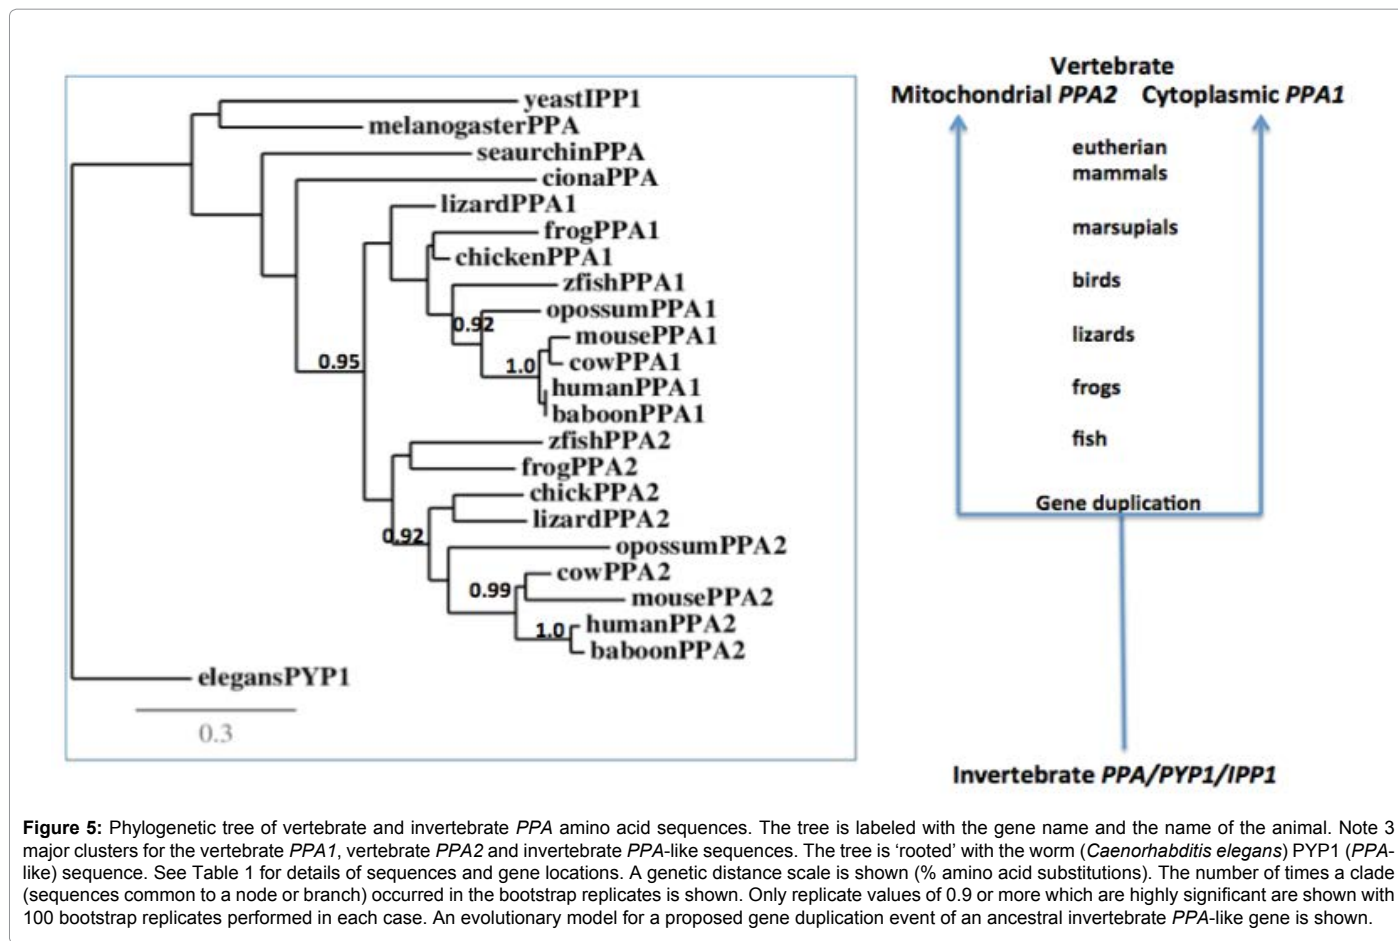 yeastIPP1
melanogasterPPA
seaurchinPPA
cionaPPA
lizardPPA1
frogPPA1
chickenPPA1
zfishPPA1
0.92
opossumPPA1
mousePPA1
0.95
1.0
cowPPA1
humanPPA1
baboonPPA1
zfishPPA2
frogPPA2
chickPPA2
lizardPPA2
0.92
opossumPPA2
cowPPA2
0.99
mousePPA2
humanPPA2
1.0
baboonPPA2
elegansPYP1
0.3
Vertebrate
Mitochondrial PPA2 Cytoplasmic PPA1
eutherian
mammals
marsupials
birds
lizards
frogs
fish
Gene duplication
Invertebrate PPA/PYP1/IPP1
Figure 5: Phylogenetic tree of vertebrate and invertebrate PPA amino acid sequences. The tree is labeled with the gene name and the name of the animal. Note 3
major clusters for the vertebrate PPA1, vertebrate PPA2 and invertebrate PPA-like sequences. The tree is ‘rooted’ with the worm (Caenorhabditis elegans) PYP1 (PPA-
like) sequence. See Table 1 for details of sequences and gene locations. A genetic distance scale is shown (% amino acid substitutions). The number of times a clade
(sequences common to a node or branch) occurred in the bootstrap replicates is shown. Only replicate values of 0.9 or more which are highly significant are shown with
100 bootstrap replicates performed in each case. An evolutionary model for a proposed gene duplication event of an ancestral invertebrate PPA-like gene is shown.